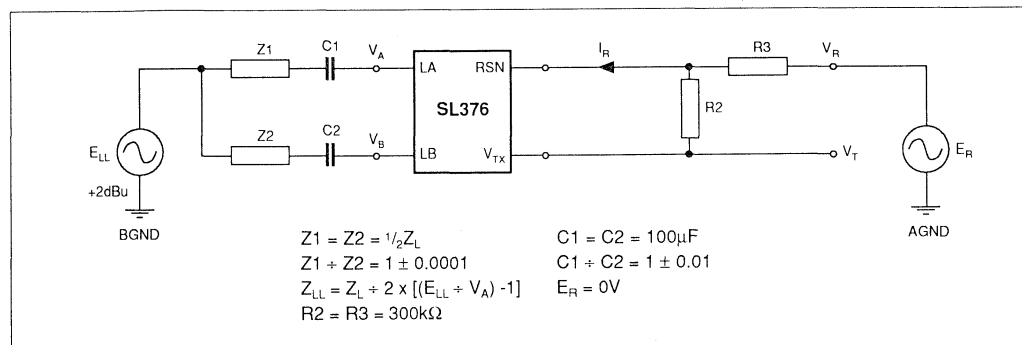 Z1
C1
V_A
LA
RSN
I_R
R3
V_R
SL376
R2
Z2
C2
V_B
LB
V_TX
V_T
E_LL
+2dBu
BGND
E_R
AGND
Z1 = Z2 = 1/2Z_L
Z1 ÷ Z2 = 1 ± 0.0001
Z_LL = Z_L ÷ 2 x [(E_LL ÷ V_A) -1]
R2 = R3 = 300kΩ
C1 = C2 = 100µF
C1 ÷ C2 = 1 ± 0.01
E_R = 0V